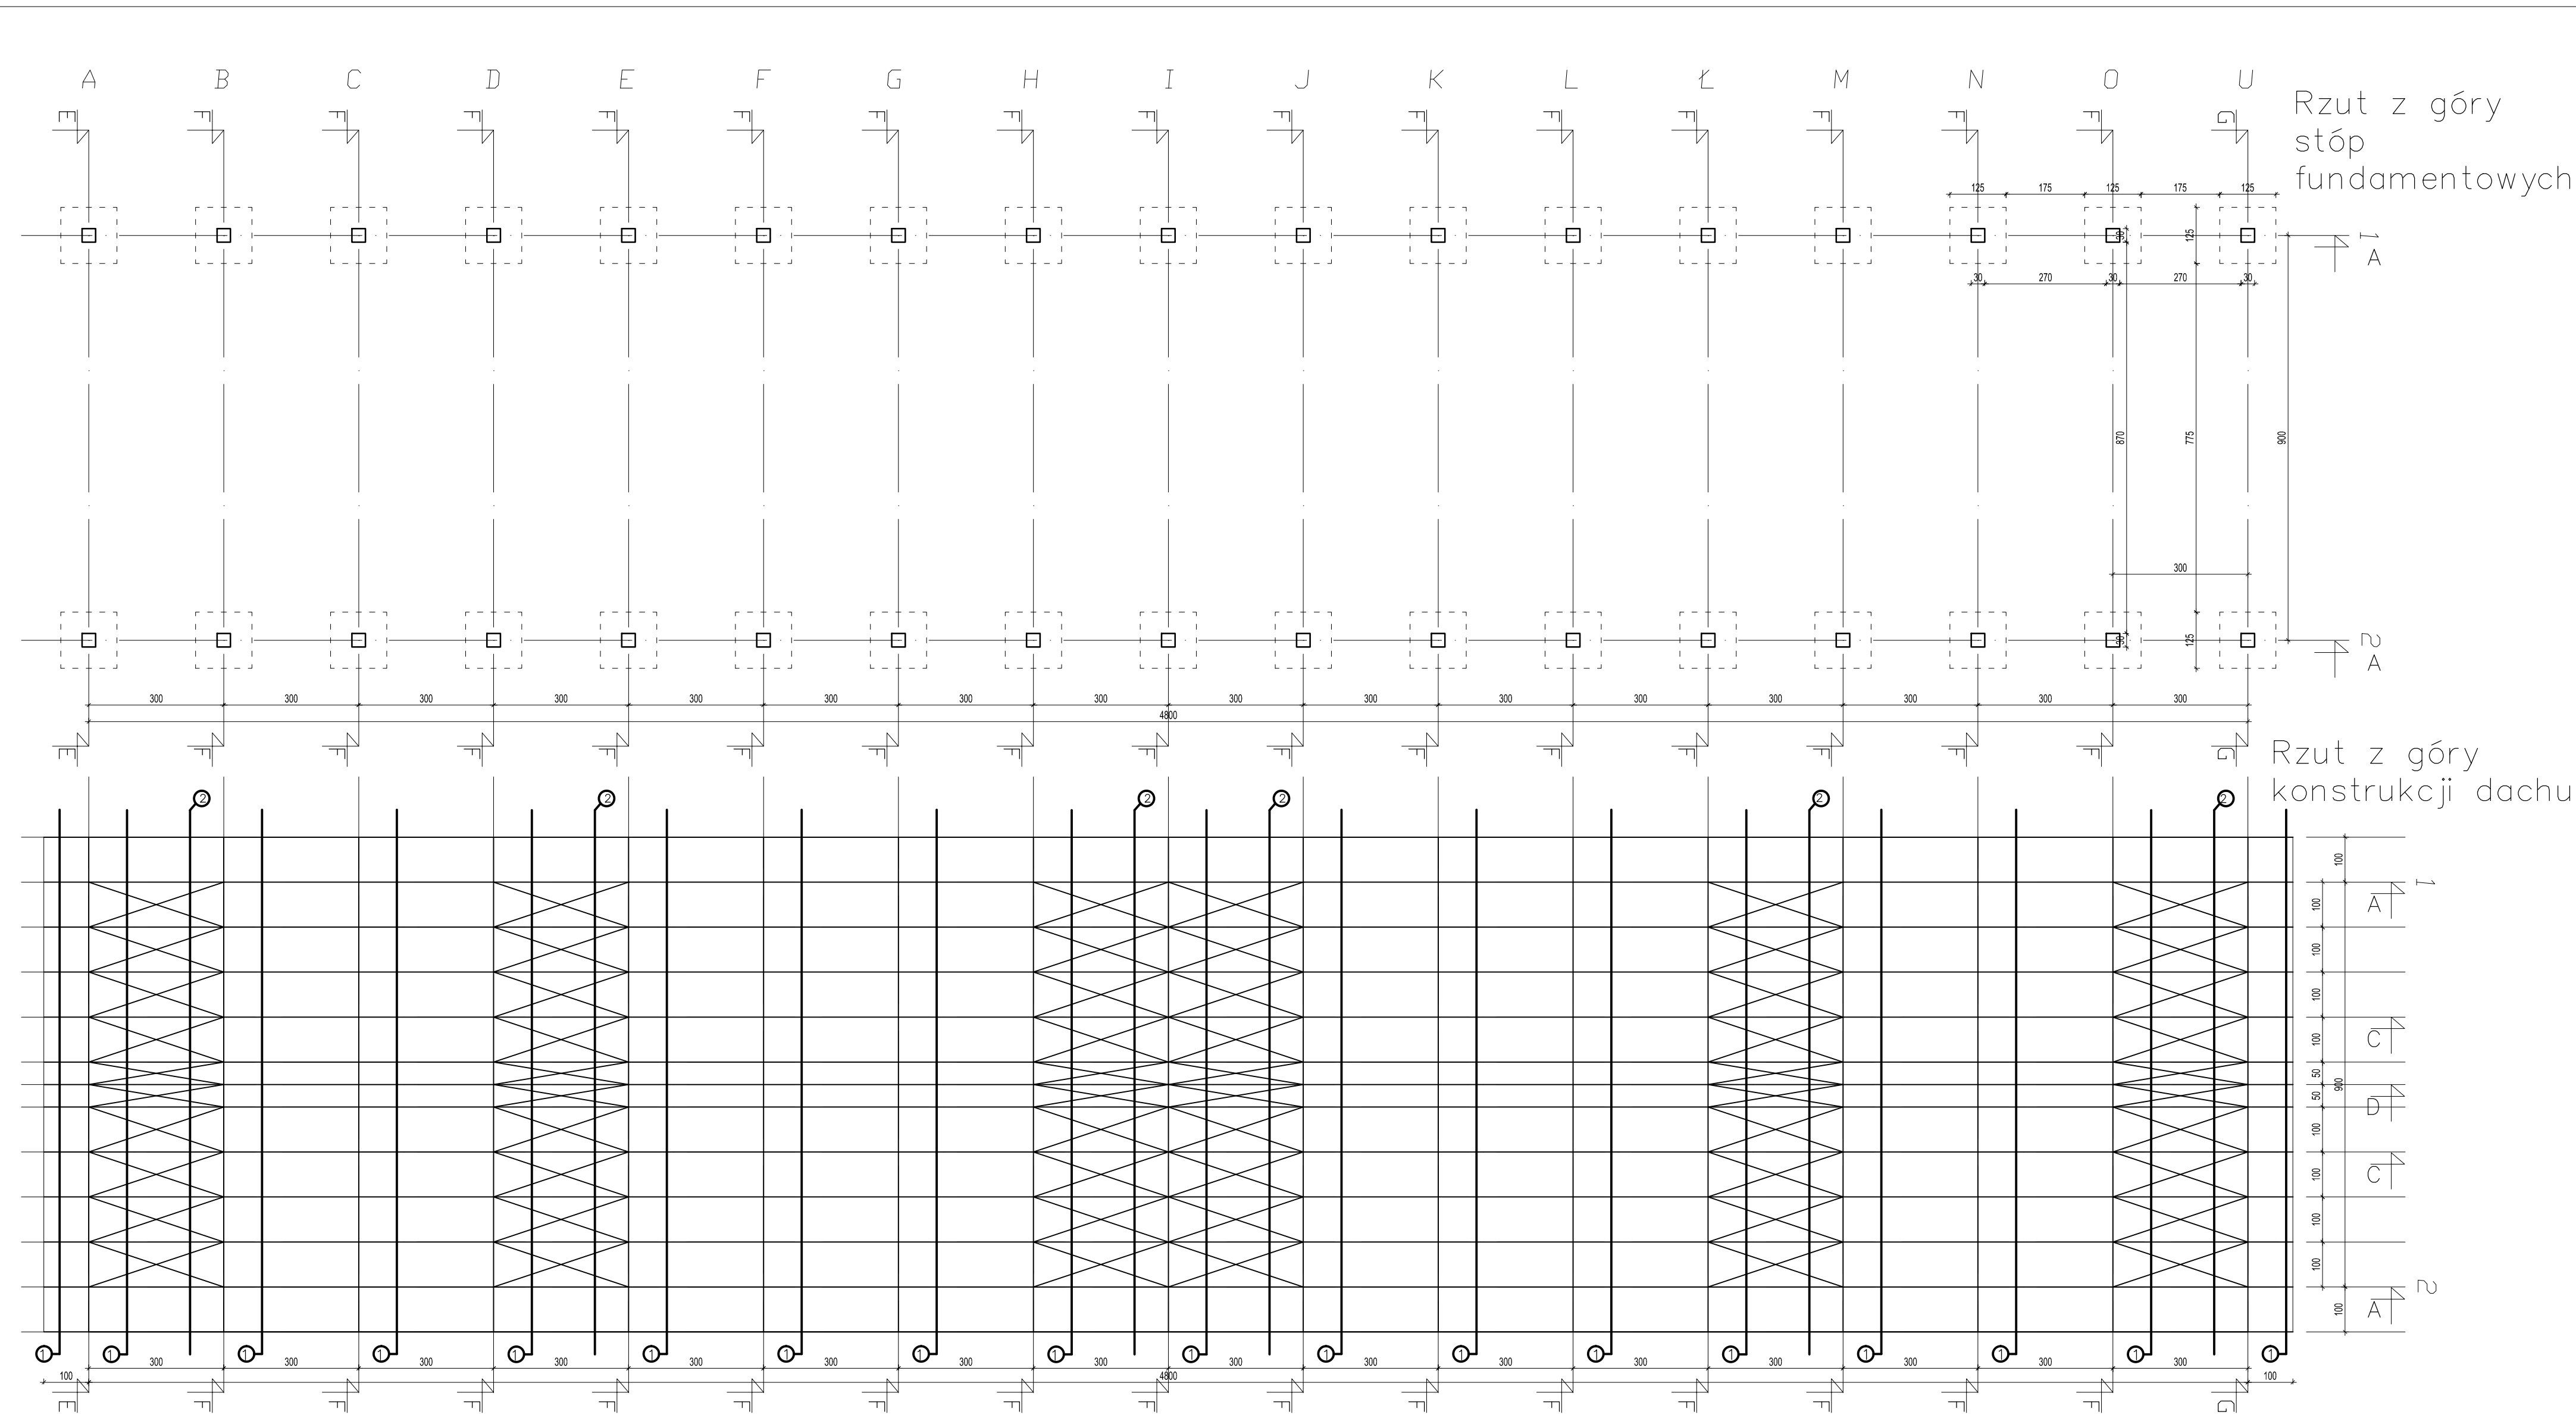 A B C D E F G H I J K L Ł M N O U
E F F F F F F F F F F F F F F F G
Rzut z góry
stóp
fundamentowych
125 175 125 175 125
30 125
1
A
30 270 30 270 30
870 775 900
300
30 125
2
A
300 300 300 300 300 300 300 300 300 300 300 300 300 300 300 300
4800
E F F F F F F F F F F F F F F F G
Rzut z góry
konstrukcji dachu
2 2 2 2 2 2
100
1
100 A
100
100
100 C
50
900
50 D
100
100 C
100
100
2
100 A
1 1 1 1 1 1 1 1 1 1 1 1 1 1 1 1 1 1
300 300 300 300 300 300 300 300 300 300 300 300 300 300 300 300
100 4800 100
E F F F F F F F F F F F F F F F G